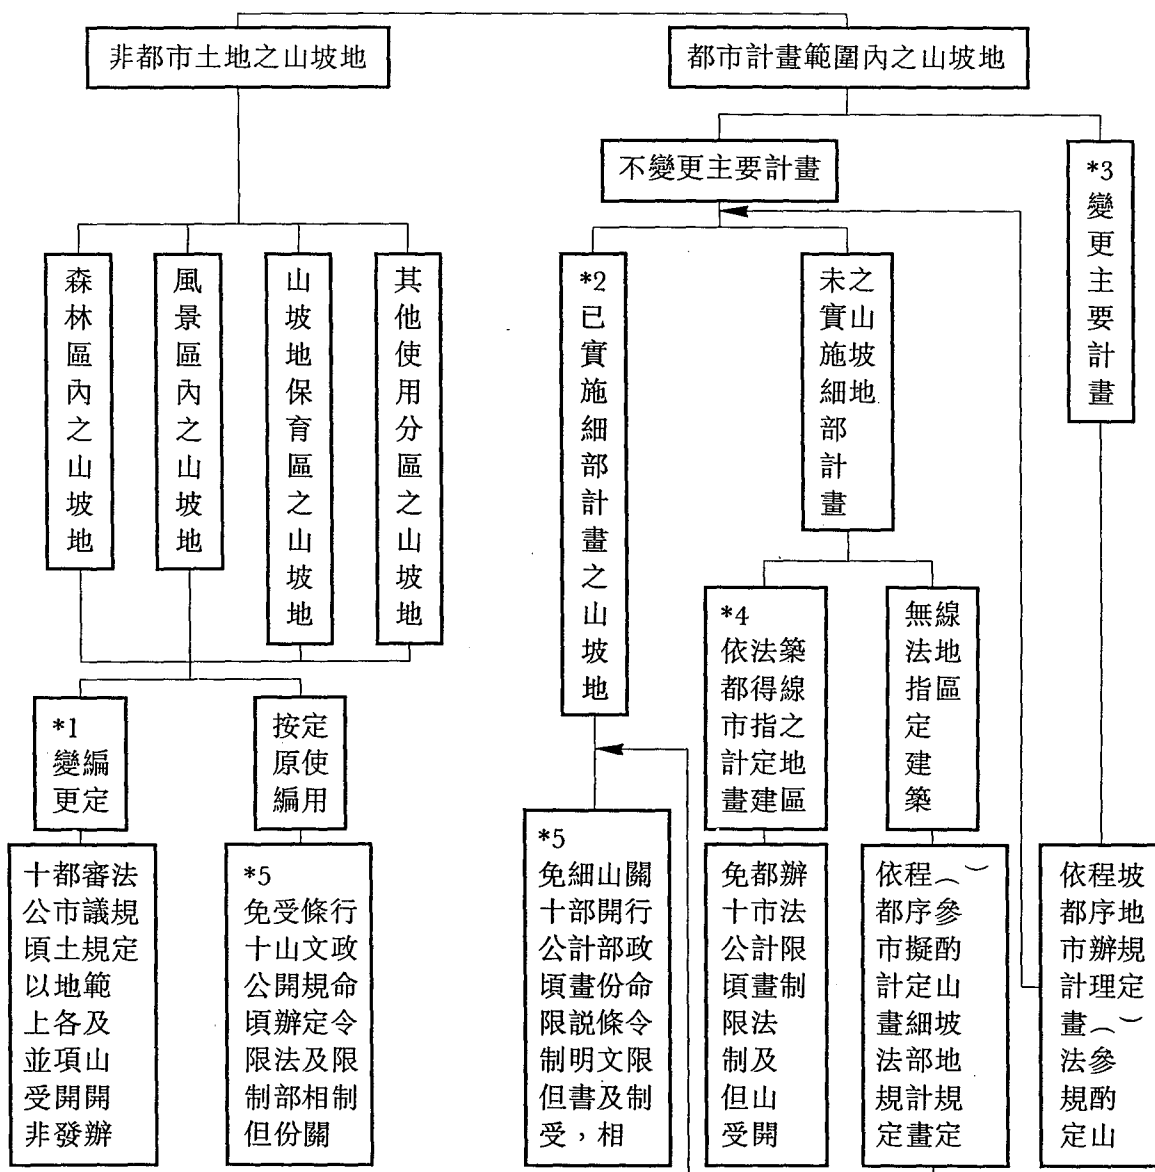 非都市土地之山坡地
都市計畫範圍內之山坡地
不變更主要計畫
*3
變更主要計畫
森林區內之山坡地
風景區內之山坡地
山坡地保育區之山坡地
其他使用分區之山坡地
*2
已實施細部計畫之山坡地
未實施細部計畫
之山坡地
*4
依都市計畫
法得指定建
築線之地區
無法指定建築
線地區
*1
變更
編定
按原編
定使用
十公頃以上並受非
都市土地各項開發
審議規範及山開辦
法規定
*5
免十公頃限制但
受山開辦法部份
條文規定及相關
行政命令限制
*5
免十公頃限制但受
細部計畫說明書，
山開部份條文及相
關行政命令限制
免十公頃限制但受
都市計畫法及山開
辦法限制
依都市計畫法規定
程序擬定細部計畫
（參酌山坡地規定
）
依都市計畫法規定
程序辦理（參酌山
坡地規定）